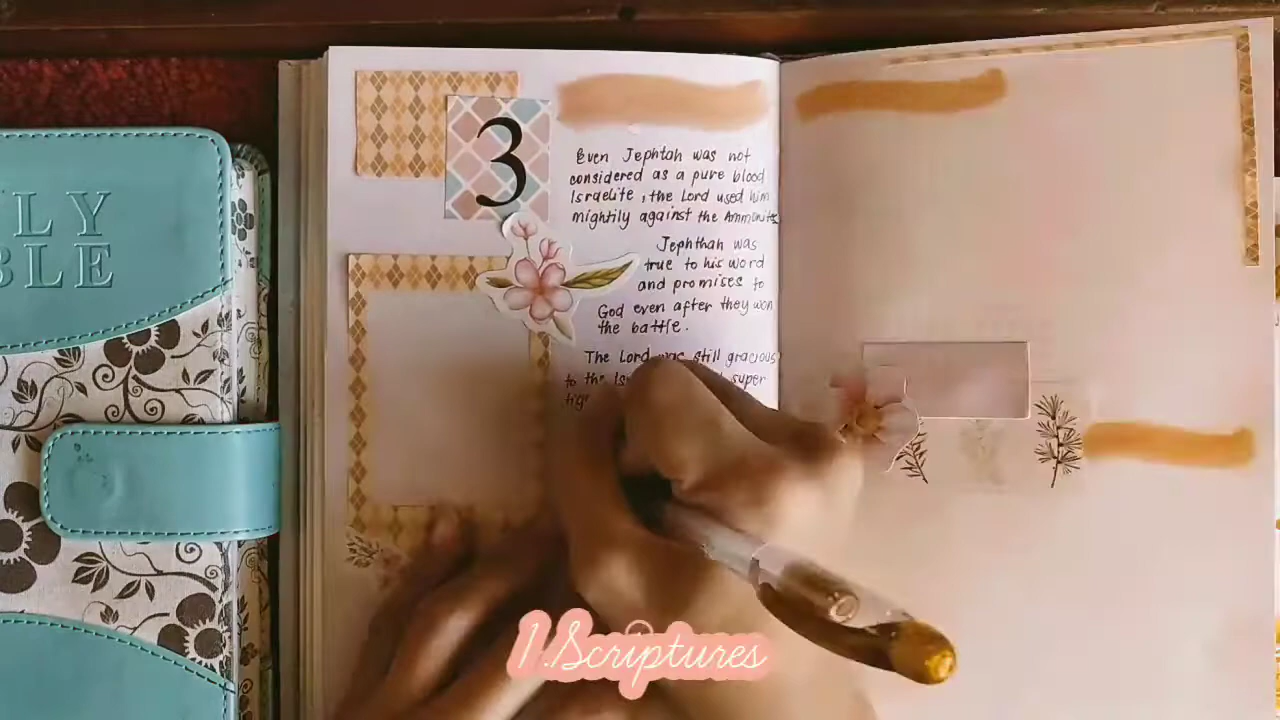 LY
BLE
3
Even Jephtah was not
considered as a pure blood
Israelite, the Lord used him
mightily against the Ammonites
Jephthah was
true to his word
and promises to
God even after they won
the battle.
The Lord was still gracious
to the super
1. Scriptures